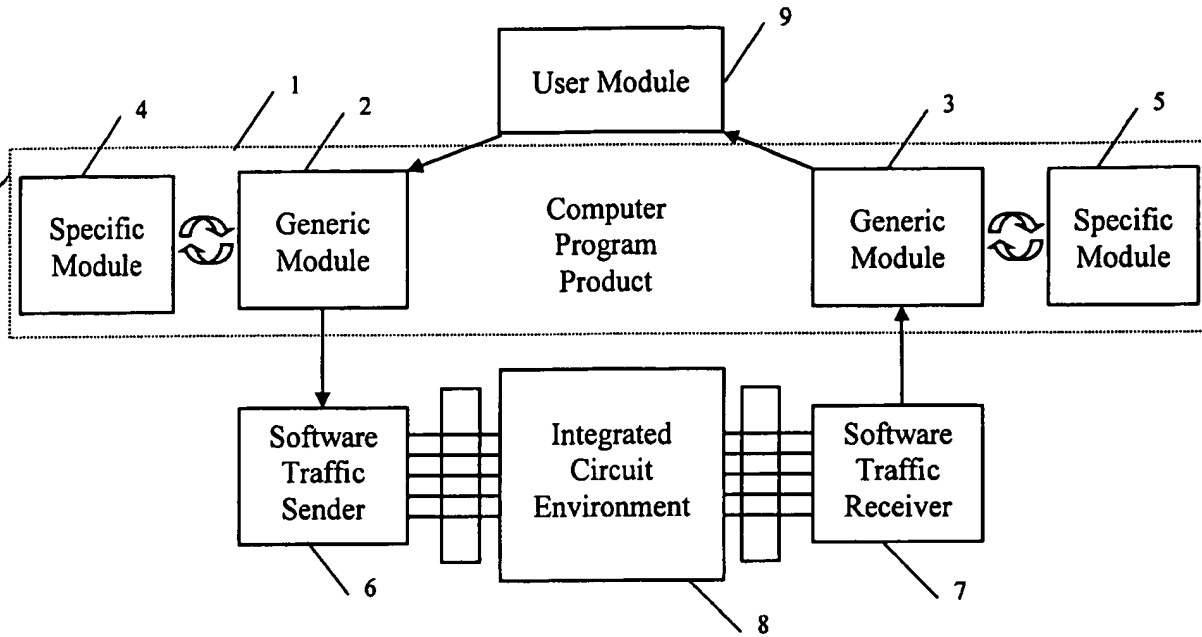 9
User Module
1
4
2
3
5
Specific
Module
Generic
Module
Computer
Program
Product
Generic
Module
Specific
Module
Software
Traffic
Sender
Integrated
Circuit
Environment
Software
Traffic
Receiver
6
8
7